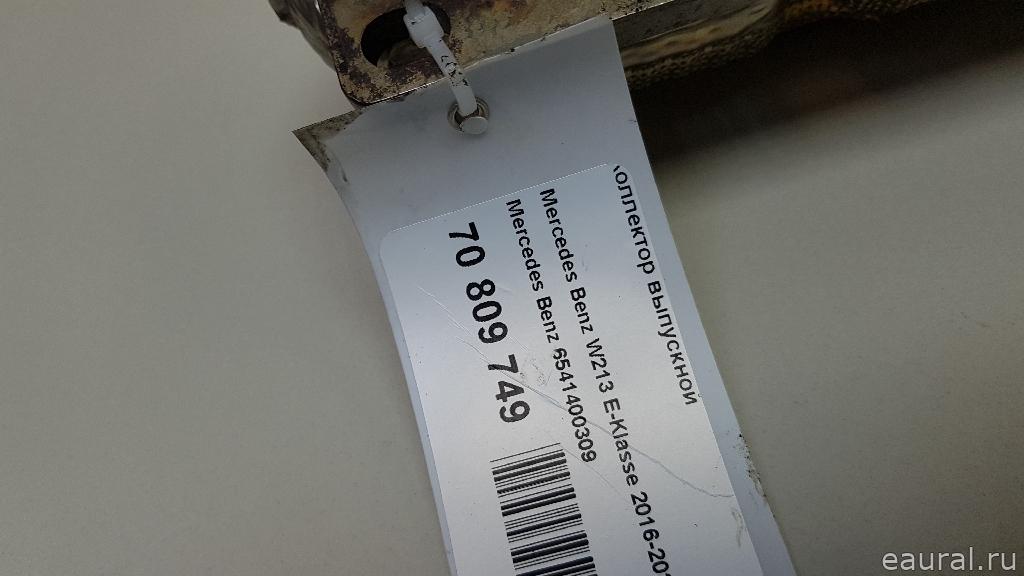 Коллектор выпускной
Mercedes Benz W213 E-Klasse 2016-20
Mercedes Benz 6541400309
70 809 749
eaural.ru